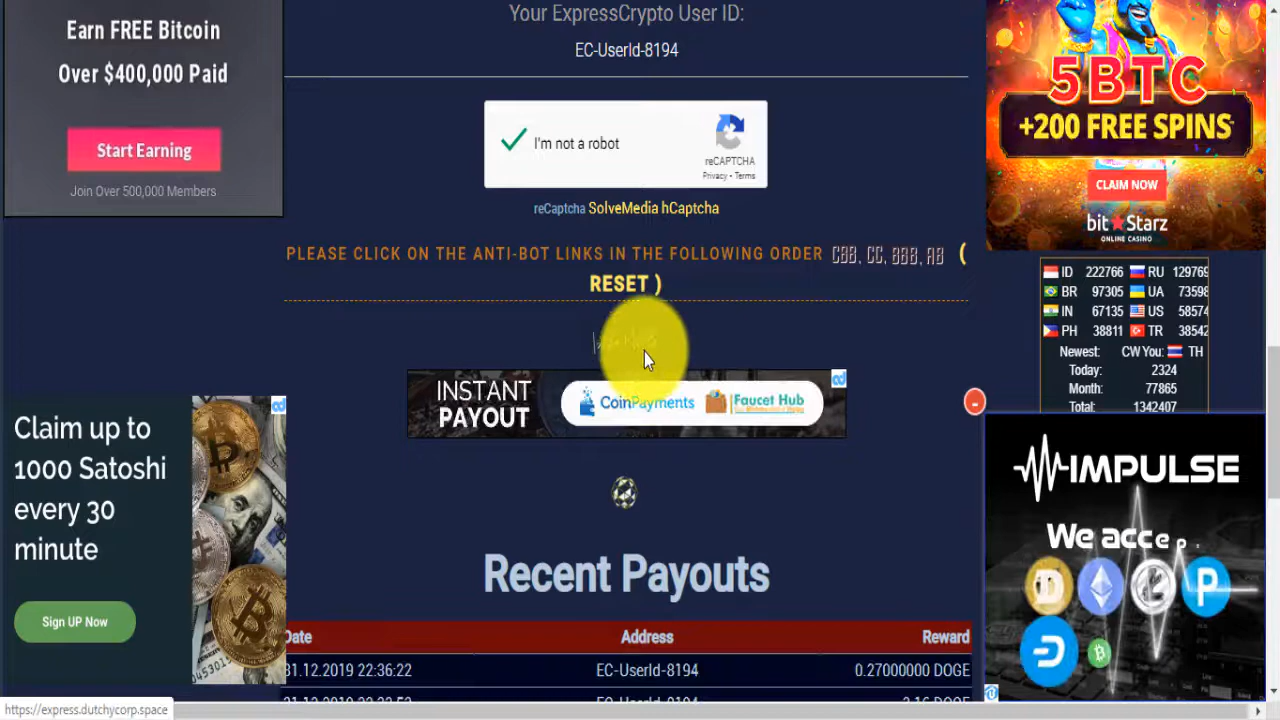 Earn FREE Bitcoin
Over $400,000 Paid
Start Earning
Join Over 500,000 Members
Your ExpressCrypto User ID:
EC-UserId-8194
I'm not a robot
reCAPTCHA
Privacy - Terms
reCaptcha SolveMedia hCaptcha
PLEASE CLICK ON THE ANTI-BOT LINKS IN THE FOLLOWING ORDER CBB, CC, BBB, AB (
RESET )
5BTC
+200 FREE SPINS
CLAIM NOW
bitStarz
ONLINE CASINO
ID 222766 RU 129769
BR 97305 UA 73598
IN 67135 US 58574
PH 38811 TR 38542
Newest: CW You: TH
Today: 2324
Month: 77865
Total: 1342407
INSTANT
PAYOUT
CoinPayments
Faucet Hub
Claim up to
1000 Satoshi
every 30
minute
Sign UP Now
IMPULSE
We accep.
Recent Payouts
Date Address Reward
31.12.2019 22:36:22 EC-UserId-8194 0.27000000 DOGE
https://express.dutchycorp.space